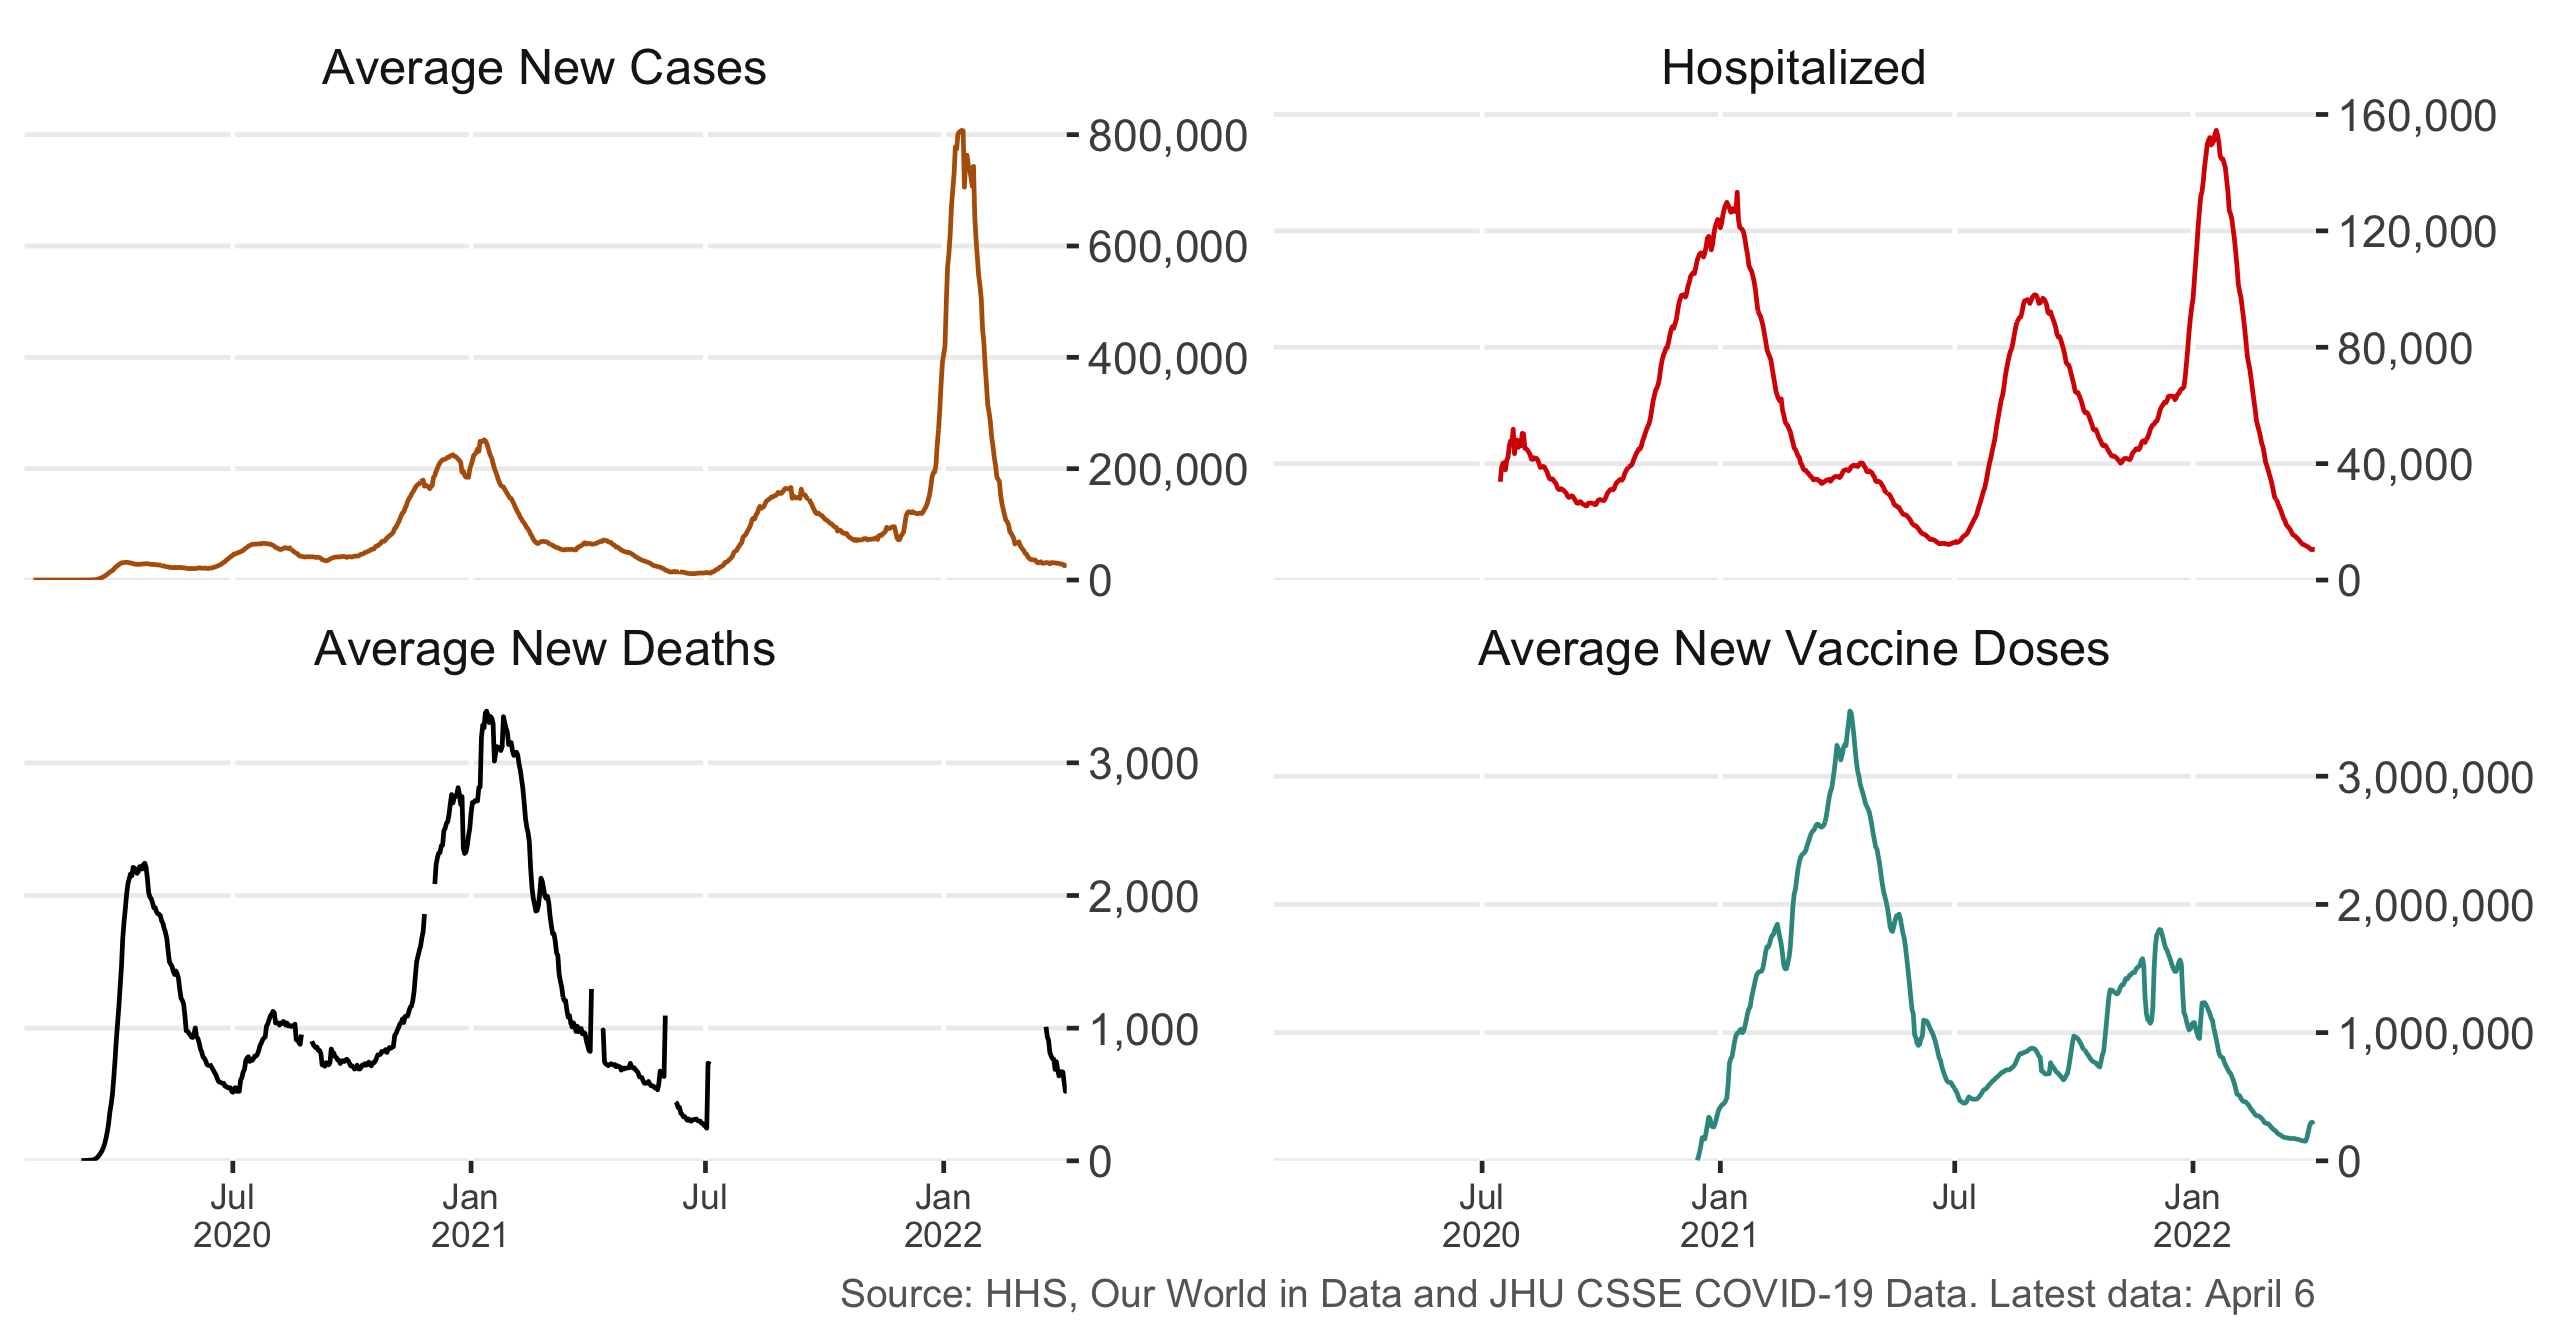 Average New Cases
800,000
600,000
400,000
200,000
0
Hospitalized
160,000
120,000
80,000
40,000
0
Average New Deaths
3,000
2,000
1,000
0
Jul
2020
Jan
2021
Jul
Jan
2022
Average New Vaccine Doses
3,000,000
2,000,000
1,000,000
0
Jul
2020
Jan
2021
Jul
Jan
2022
Source: HHS, Our World in Data and JHU CSSE COVID-19 Data. Latest data: April 6